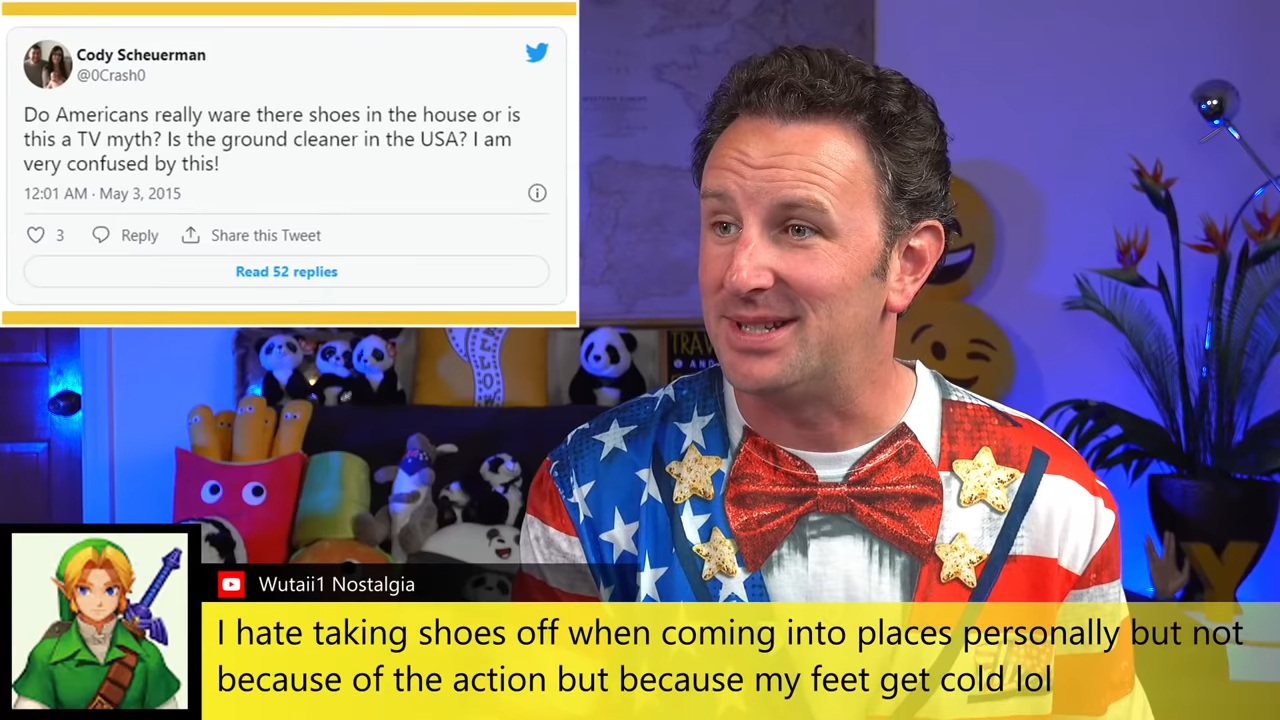 Cody Scheuerman
@0Crash0
Do Americans really ware there shoes in the house or is
this a TV myth? Is the ground cleaner in the USA? I am
very confused by this!
12:01 AM · May 3, 2015
3 Reply Share this Tweet
Read 52 replies
Wutaii1 Nostalgia
I hate taking shoes off when coming into places personally but not
because of the action but because my feet get cold lol